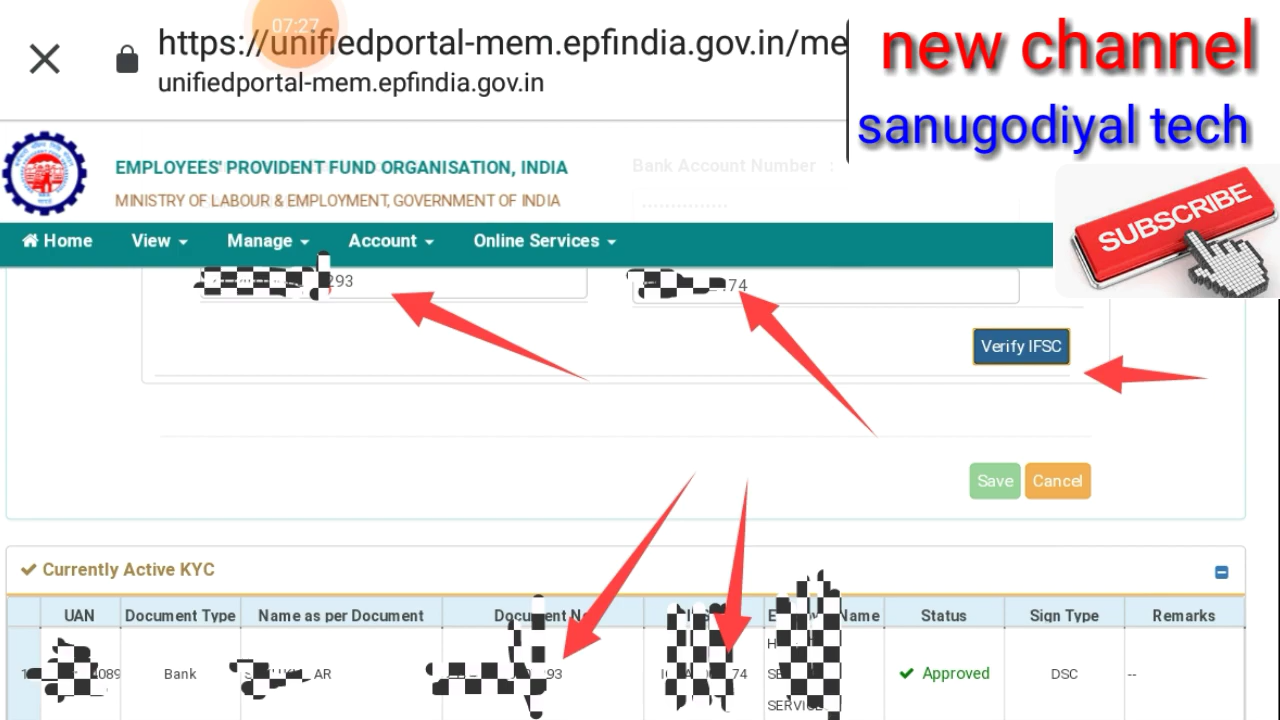 07:27
https://unifiedportal-mem.epfindia.gov.in/me
unifiedportal-mem.epfindia.gov.in
new channel
sanugodiyal tech
SUBSCRIBE
EMPLOYEES' PROVIDENT FUND ORGANISATION, INDIA
MINISTRY OF LABOUR & EMPLOYMENT, GOVERNMENT OF INDIA
Bank Account Number :
Home View Manage Account Online Services
293
74
Verify IFSC
Save Cancel
Currently Active KYC
UAN Document Type Name as per Document Name Status Sign Type Remarks
089 Bank AR 93 74 Approved DSC --